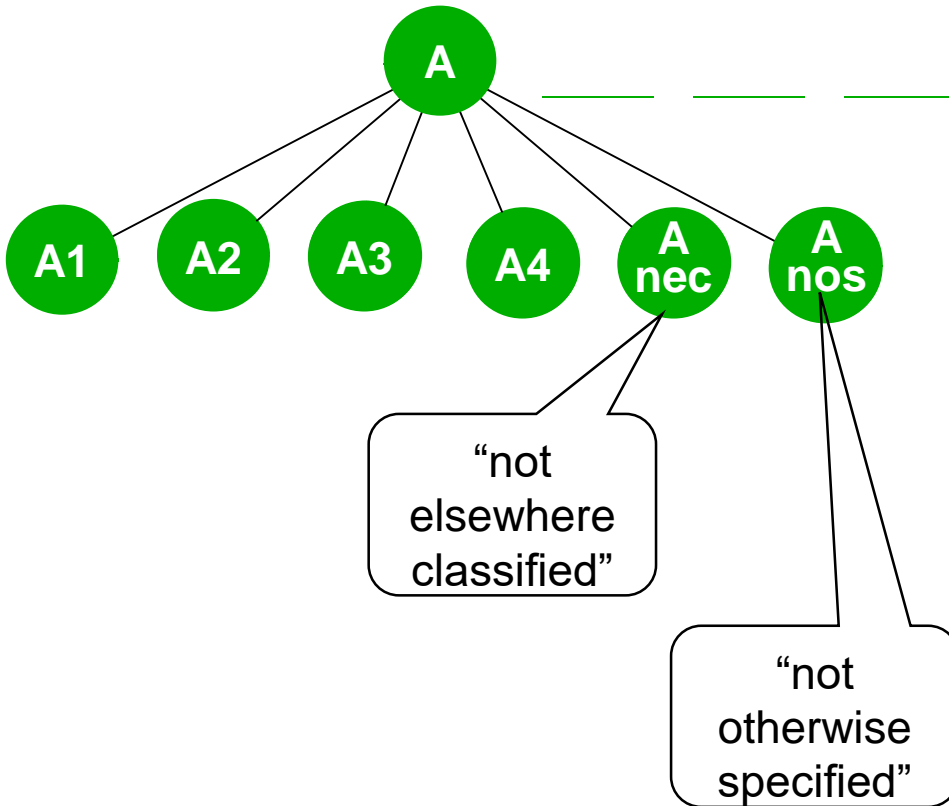 A
A1
A2
A3
A4
A
nec
A
nos
“not
elsewhere
classified”
“not
otherwise
specified”